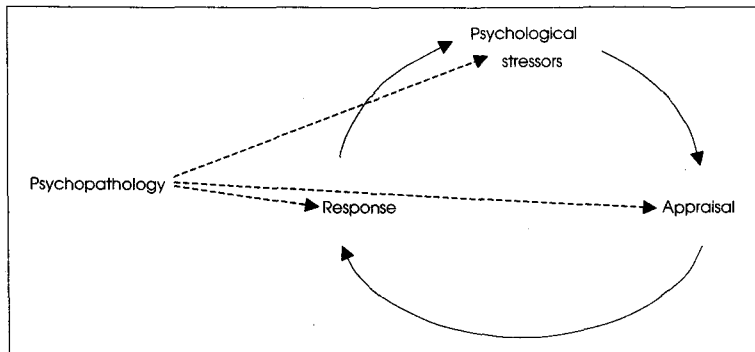 Psychological
stressors
Psychopathology
Response
Appraisal